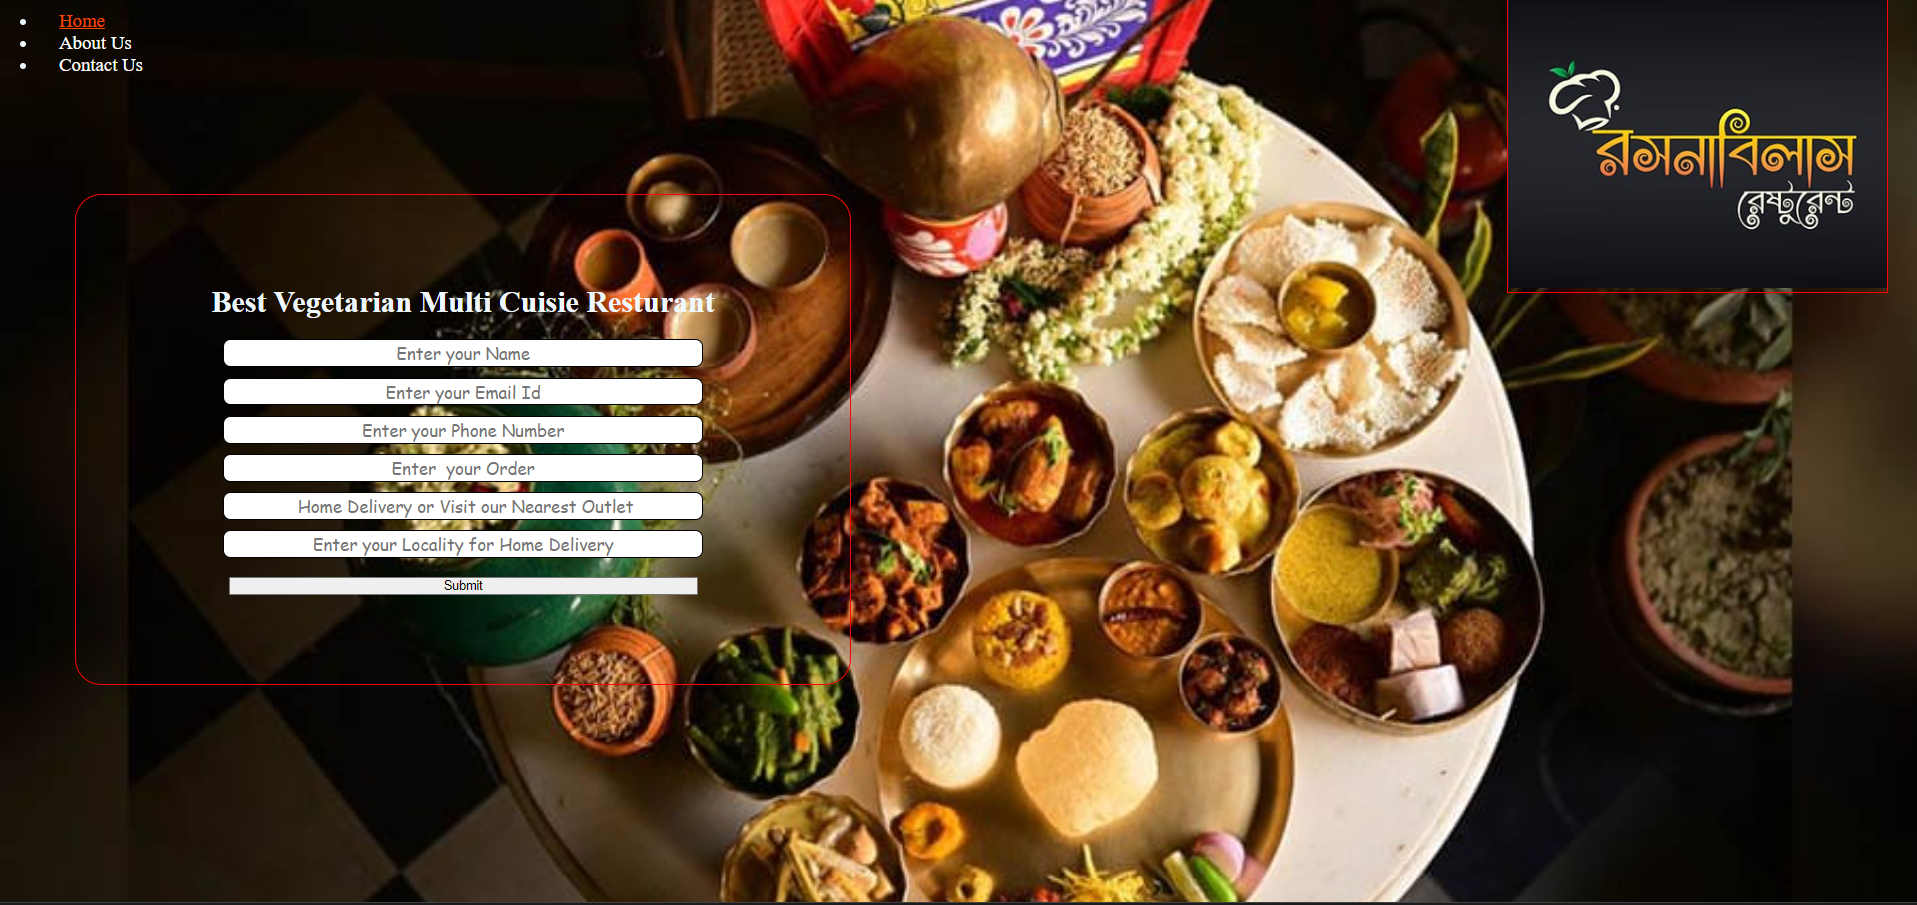 Home
About Us
Contact Us
রসনাবিলাস
রেষ্টুরেন্ট
Best Vegetarian Multi Cuisie Resturant
Enter your Name
Enter your Email Id
Enter your Phone Number
Enter  your Order
Home Delivery or Visit our Nearest Outlet
Enter your Locality for Home Delivery
Submit